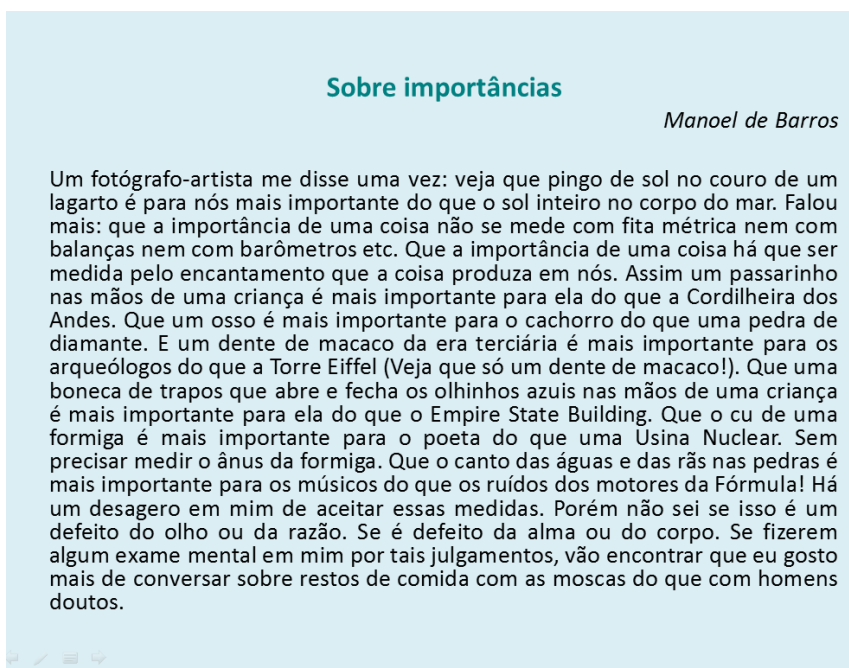 Sobre importâncias
Manoel de Barros
Um fotógrafo-artista me disse uma vez: veja que pingo de sol no couro de um
lagarto é para nós mais importante do que o sol inteiro no corpo do mar. Falou
mais: que a importância de uma coisa não se mede com fita métrica nem com
balanças nem com barômetros etc. Que a importância de uma coisa há que ser
medida pelo encantamento que a coisa produza em nós. Assim um passarinho
nas mãos de uma criança é mais importante para ela do que a Cordilheira dos
Andes. Que um osso é mais importante para o cachorro do que uma pedra de
diamante. E um dente de macaco da era terciária é mais importante para os
arqueólogos do que a Torre Eiffel (Veja que só um dente de macaco!). Que uma
boneca de trapos que abre e fecha os olhinhos azuis nas mãos de uma criança
é mais importante para ela do que o Empire State Building. Que o cu de uma
formiga é mais importante para o poeta do que uma Usina Nuclear. Sem
precisar medir o ânus da formiga. Que o canto das águas e das rãs nas pedras é
mais importante para os músicos do que os ruídos dos motores da Fórmula! Há
um desagero em mim de aceitar essas medidas. Porém não sei se isso é um
defeito do olho ou da razão. Se é defeito da alma ou do corpo. Se fizerem
algum exame mental em mim por tais julgamentos, vão encontrar que eu gosto
mais de conversar sobre restos de comida com as moscas do que com homens
doutos.